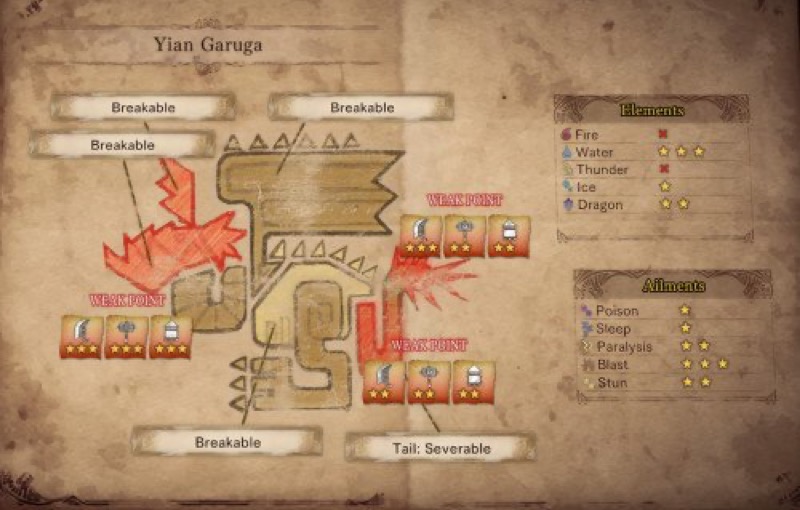 Yian Garuga
Breakable
Breakable
Breakable
WEAK POINT
WEAK POINT
WEAK POINT
Breakable
Tail: Severable
Elements
Fire
Water
Thunder
Ice
Dragon
Ailments
Poison
Sleep
Paralysis
Blast
Stun